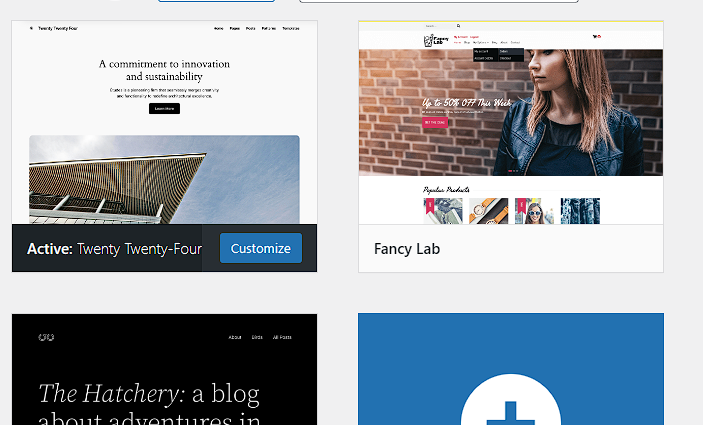 Twenty Twenty-Four
Home Pages Posts Patterns Templates
A commitment to innovation
and sustainability
Études is a pioneering firm that seamlessly merges creativity
and functionality to redefine architectural excellence.
Learn More
Active: Twenty Twenty-Four
Customize
Fancy
Lab
Up to 50% OFF This Week
Popular Products
Fancy Lab
About Birds All Posts
The Hatchery: a blog
about adventures in